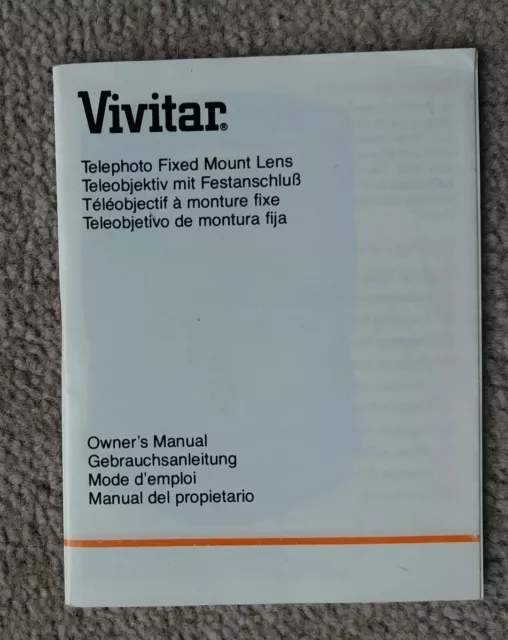 Vivitar®
Telephoto Fixed Mount Lens
Teleobjektiv mit Festanschluß
Téléobjectif à monture fixe
Teleobjetivo de montura fija
Owner's Manual
Gebrauchsanleitung
Mode d'emploi
Manual del propietario